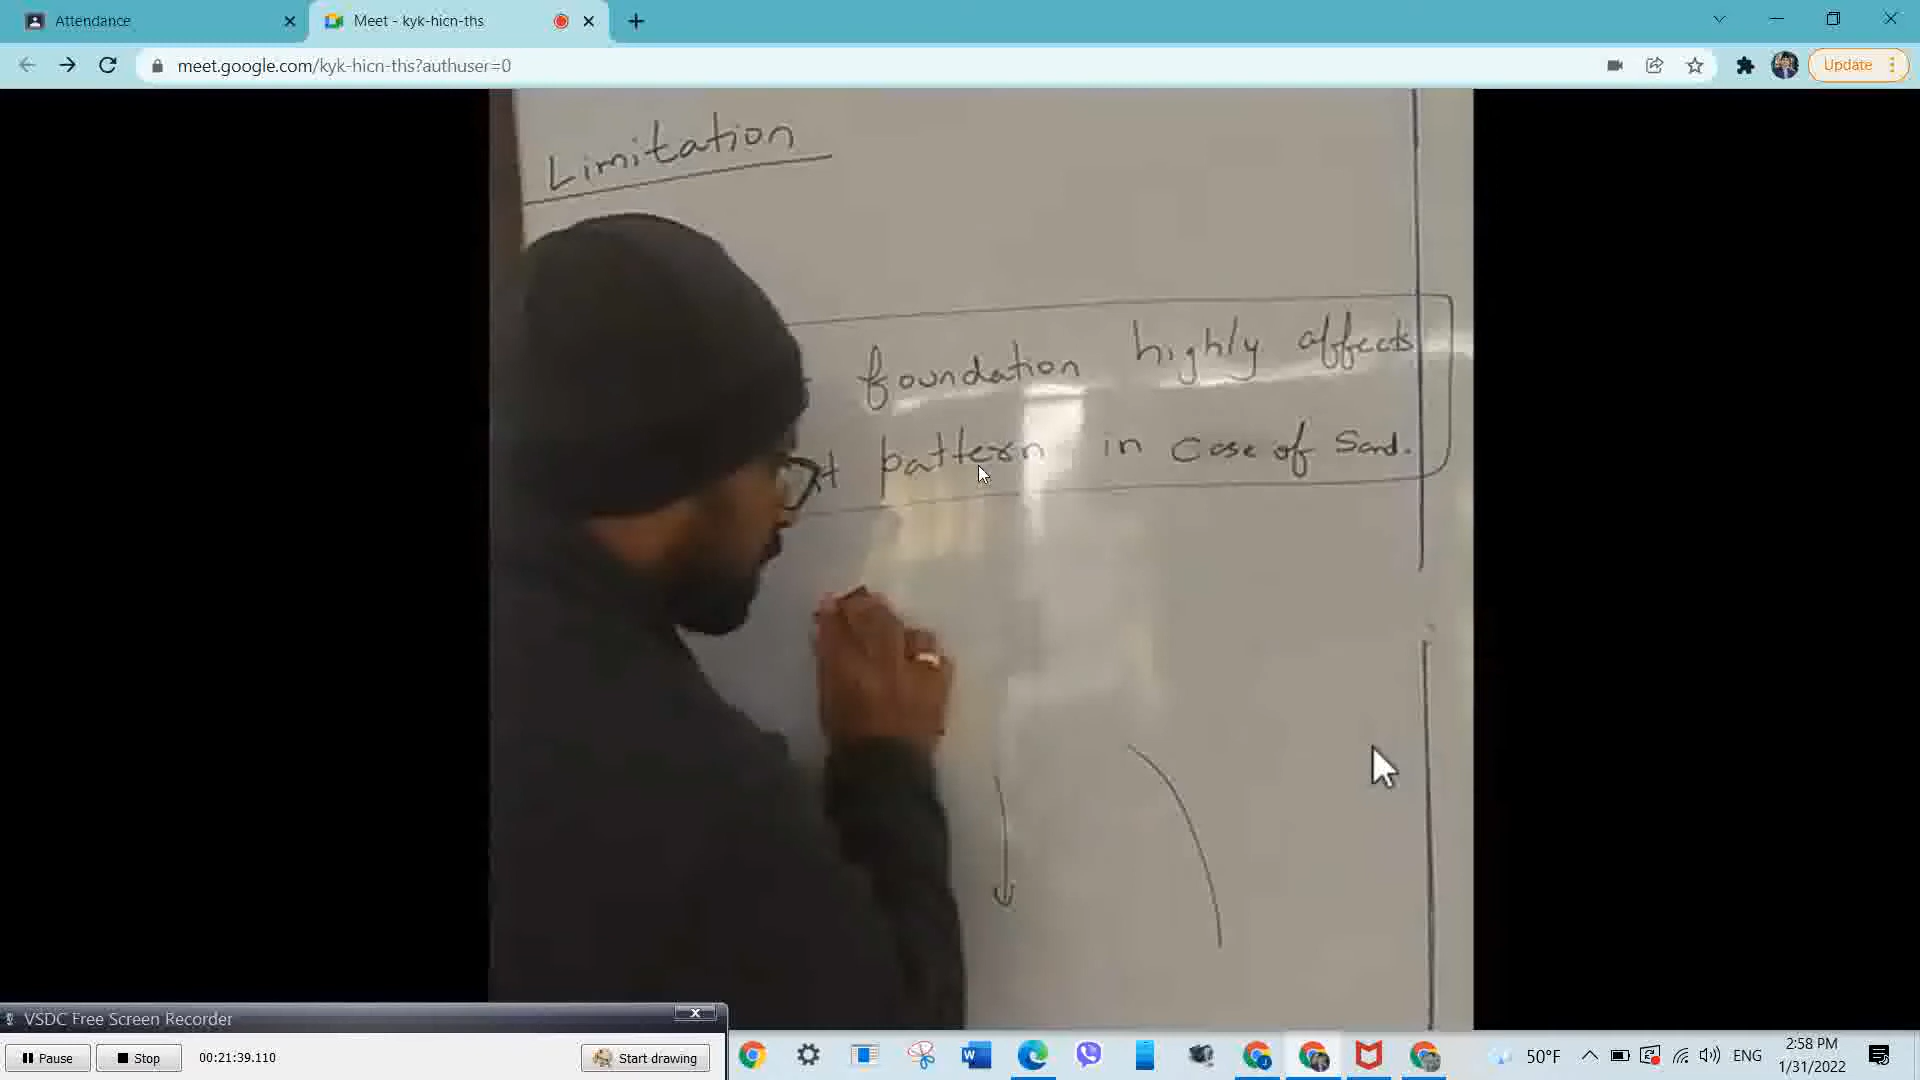 Attendance
Meet - kyk-hicn-ths
meet.google.com/kyk-hicn-ths?authuser=0
Update
Limitation
foundation highly affects
pattern in case of Sand.
VSDC Free Screen Recorder
Pause
Stop
00:21:39.110
Start drawing
50°F
ENG
2:58 PM
1/31/2022